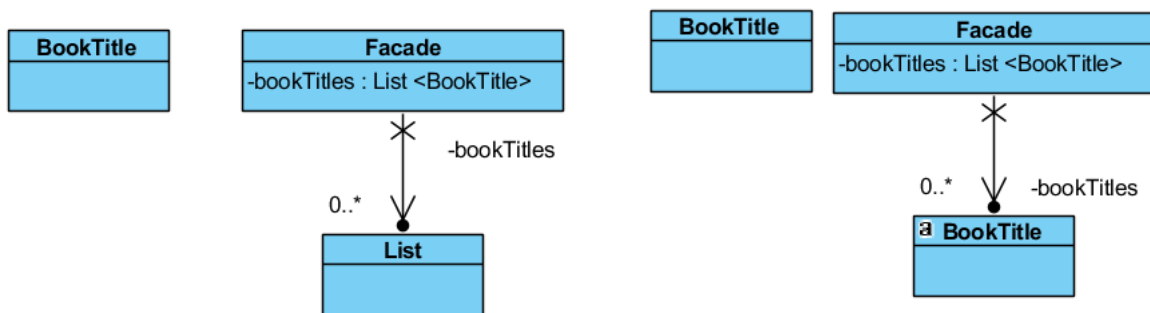 BookTitle
Facade
-bookTitles : List <BookTitle>
-bookTitles
0..*
List
BookTitle
Facade
-bookTitles : List <BookTitle>
0..*
-bookTitles
a BookTitle